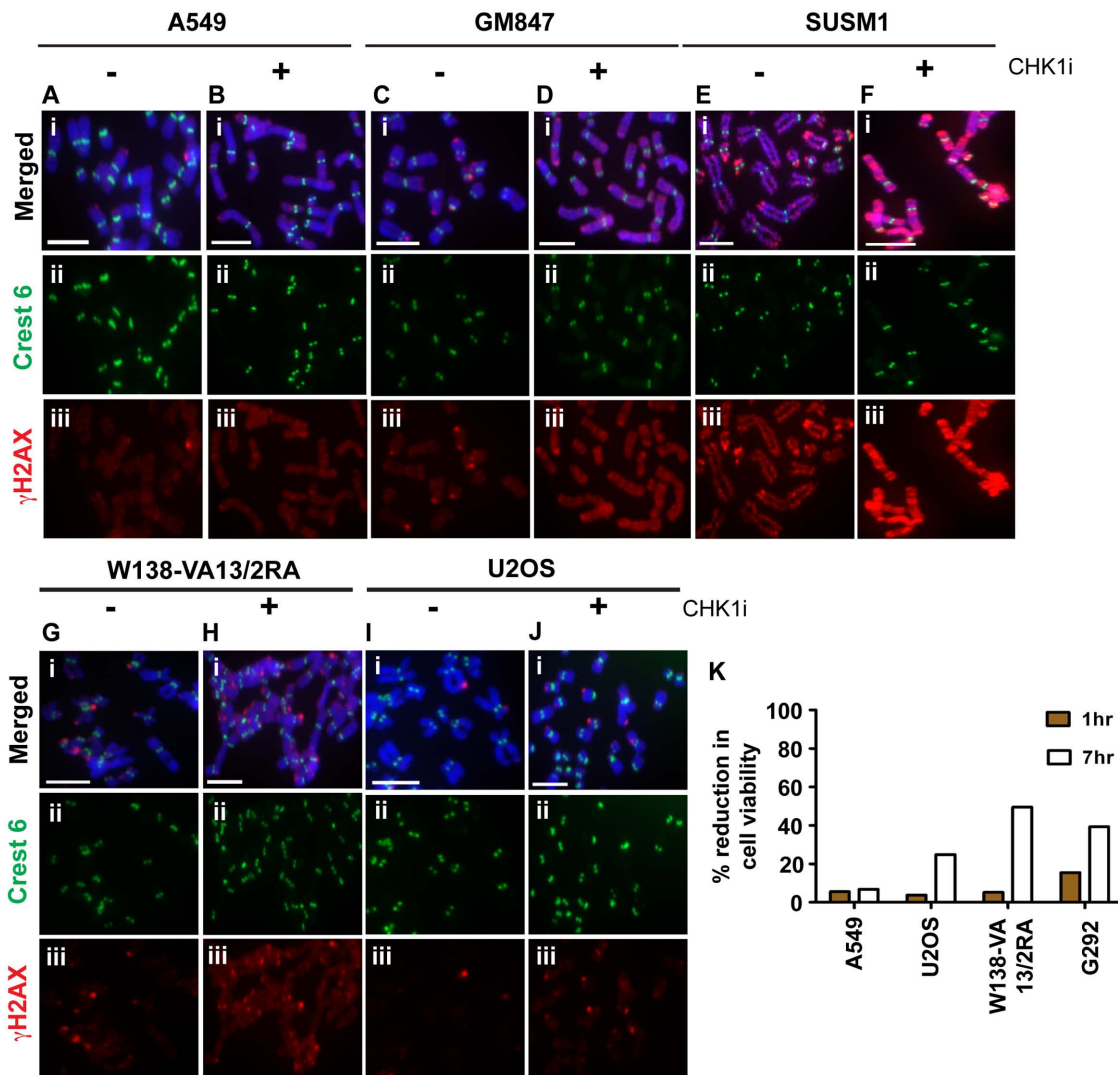 A549 GM847 SUSM1
- + - + - + CHK1i
A B C D E F
Merged i i i i i i
Crest 6 ii ii ii ii ii ii
γH2AX iii iii iii iii iii iii
W138-VA13/2RA U2OS
- + - + CHK1i
G H I J
Merged i i i i
Crest 6 ii ii ii ii
γH2AX iii iii iii iii
K
% reduction in
cell viability
100
80
60
40
20
0
1hr
7hr
A549
U2OS
W138-VA
13/2RA
G292